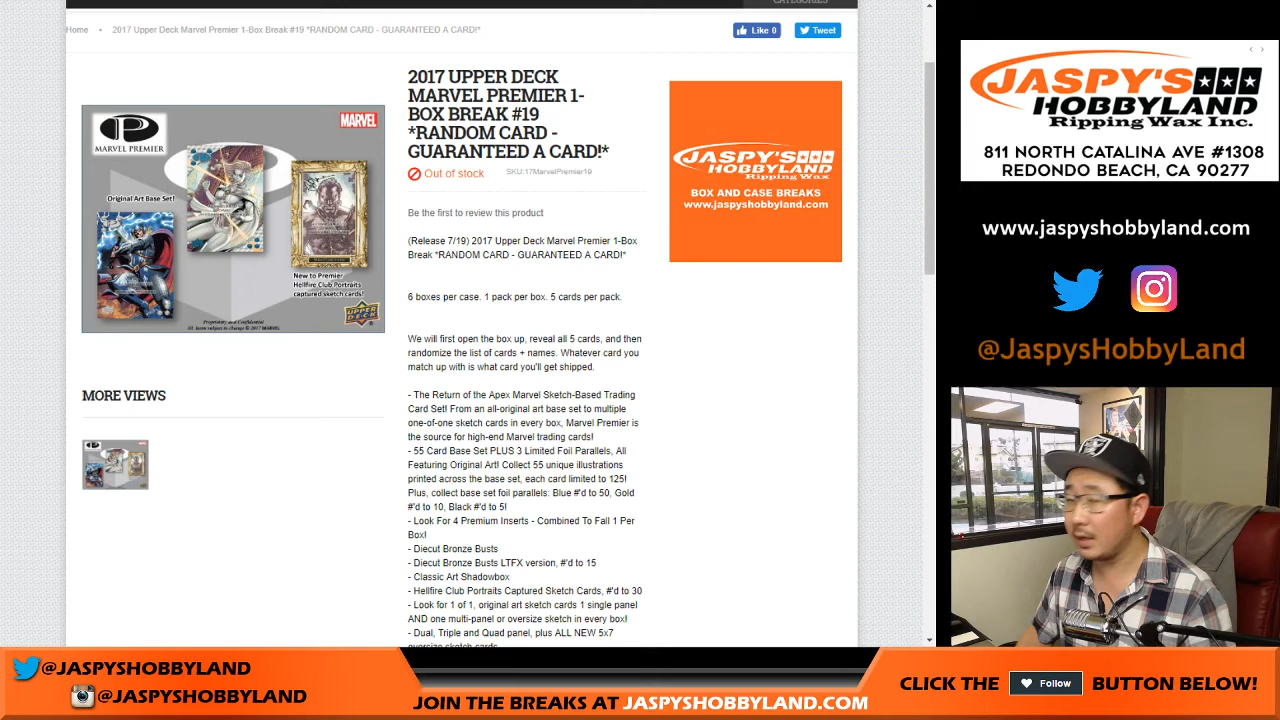 CATEGORIES
Home • 2017 Upper Deck Marvel Premier 1-Box Break #19 *RANDOM CARD - GUARANTEED A CARD!*
Like 0
Tweet
P
MARVEL PREMIER
MARVEL
Original Art Base Set!
New to Premier
Hellfire Club Portraits
captured sketch cards!
Proprietary and Confidential
All items subject to change © 2017 MARVEL
UPPER
DECK
MORE VIEWS
2017 UPPER DECK
MARVEL PREMIER 1-
BOX BREAK #19
*RANDOM CARD -
GUARANTEED A CARD!*
Out of stock
SKU:17MarvelPremier19
Be the first to review this product
(Release 7/19) 2017 Upper Deck Marvel Premier 1-Box
Break *RANDOM CARD - GUARANTEED A CARD!*
6 boxes per case. 1 pack per box. 5 cards per pack.
We will first open the box up, reveal all 5 cards, and then
randomize the list of cards + names. Whatever card you
match up with is what card you'll get shipped.
- The Return of the Apex Marvel Sketch-Based Trading
Card Set! From an all-original art base set to multiple
one-of-one sketch cards in every box, Marvel Premier is
the source for high-end Marvel trading cards!
- 55 Card Base Set PLUS 3 Limited Foil Parallels, All
Featuring Original Art! Collect 55 unique illustrations
printed across the base set, each card limited to 125!
Plus, collect base set foil parallels: Blue #'d to 50, Gold
#'d to 10, Black #'d to 5!
- Look For 4 Premium Inserts - Combined To Fall 1 Per
Box!
- Diecut Bronze Busts
- Diecut Bronze Busts LTFX version, #'d to 15
- Classic Art Shadowbox
- Hellfire Club Portraits Captured Sketch Cards, #'d to 30
- Look for 1 of 1, original art sketch cards 1 single panel
AND one multi-panel or oversize sketch in every box!
- Dual, Triple and Quad panel, plus ALL NEW 5x7
oversize sketch cards
JASPY'S
HOBBYLAND
Ripping Wax
BOX AND CASE BREAKS
www.jaspyshobbyland.com
JASPY'S
HOBBYLAND
Ripping Wax Inc.
811 NORTH CATALINA AVE #1308
REDONDO BEACH, CA 90277
www.jaspyshobbyland.com
@JaspysHobbyLand
@JASPYSHOBBYLAND
@JASPYSHOBBYLAND
JOIN THE BREAKS AT JASPYSHOBBYLAND.COM
CLICK THE Follow BUTTON BELOW!